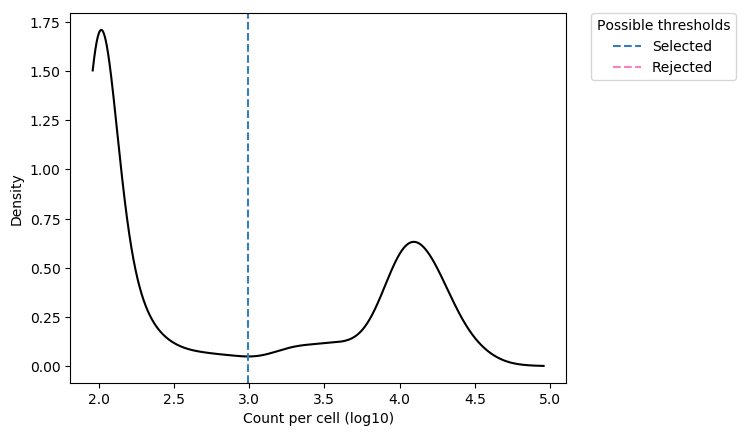 Possible thresholds
Selected
Rejected
1.75
1.50
1.25
1.00
0.75
0.50
0.25
0.00
Density
2.0 2.5 3.0 3.5 4.0 4.5 5.0
Count per cell (log10)